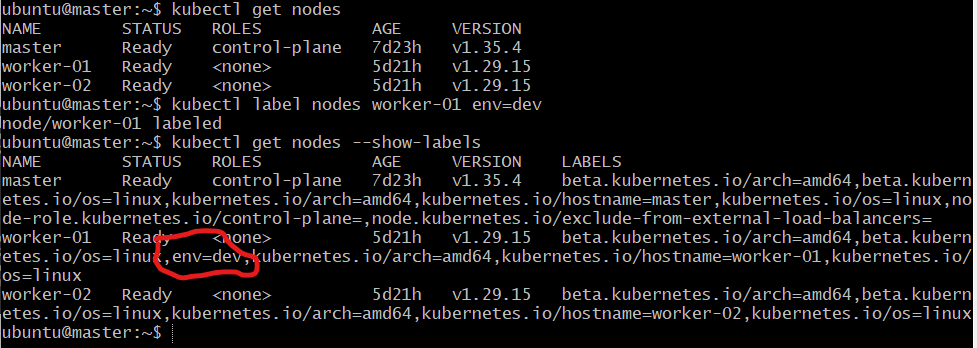 ubuntu@master:~$ kubectl get nodes
NAME        STATUS   ROLES           AGE     VERSION
master      Ready    control-plane   7d23h   v1.35.4
worker-01   Ready    <none>          5d21h   v1.29.15
worker-02   Ready    <none>          5d21h   v1.29.15
ubuntu@master:~$ kubectl label nodes worker-01 env=dev
node/worker-01 labeled
ubuntu@master:~$ kubectl get nodes --show-labels
NAME        STATUS   ROLES           AGE     VERSION    LABELS
master      Ready    control-plane   7d23h   v1.35.4    beta.kubernetes.io/arch=amd64,beta.kubern
etes.io/os=linux,kubernetes.io/arch=amd64,kubernetes.io/hostname=master,kubernetes.io/os=linux,no
de-role.kubernetes.io/control-plane=,node.kubernetes.io/exclude-from-external-load-balancers=
worker-01   Ready    <none>          5d21h   v1.29.15   beta.kubernetes.io/arch=amd64,beta.kubern
etes.io/os=linux,env=dev,kubernetes.io/arch=amd64,kubernetes.io/hostname=worker-01,kubernetes.io/
os=linux
worker-02   Ready    <none>          5d21h   v1.29.15   beta.kubernetes.io/arch=amd64,beta.kubern
etes.io/os=linux,kubernetes.io/arch=amd64,kubernetes.io/hostname=worker-02,kubernetes.io/os=linux
ubuntu@master:~$